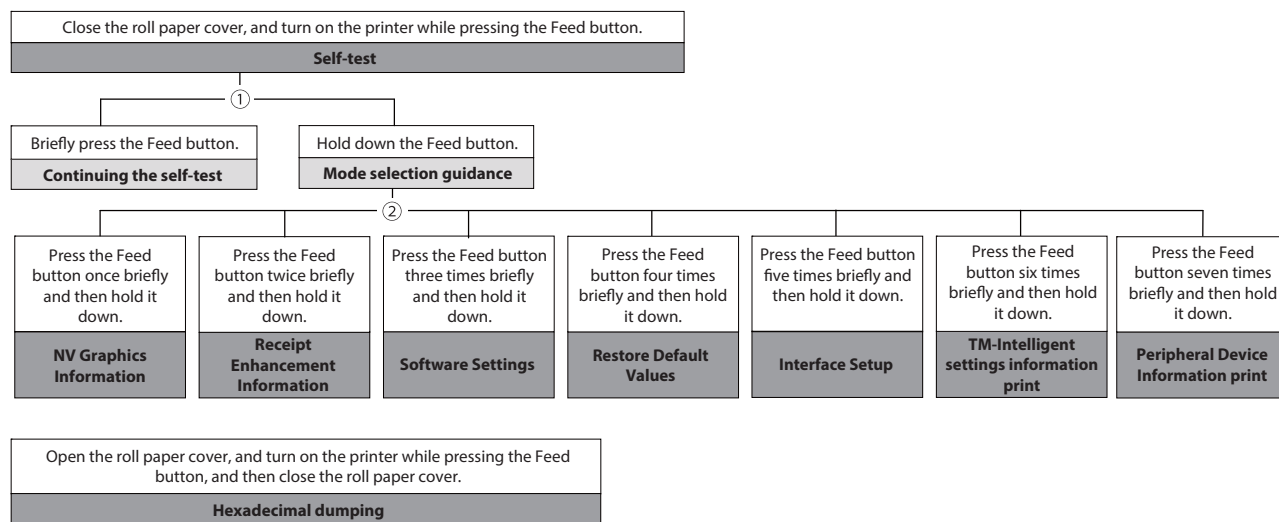 Close the roll paper cover, and turn on the printer while pressing the Feed button.
Self-test
①
Briefly press the Feed button.
Continuing the self-test
Hold down the Feed button.
Mode selection guidance
②
Press the Feed
button once briefly
and then hold it
down.
NV Graphics
Information
Press the Feed
button twice briefly
and then hold it
down.
Receipt
Enhancement
Information
Press the Feed button
three times briefly
and then hold it
down.
Software Settings
Press the Feed
button four times
briefly and then hold
it down.
Restore Default
Values
Press the Feed button
five times briefly and
then hold it down.
Interface Setup
Press the Feed
button six times
briefly and then hold
it down.
TM-Intelligent
settings information
print
Press the Feed
button seven times
briefly and then hold
it down.
Peripheral Device
Information print
Open the roll paper cover, and turn on the printer while pressing the Feed
button, and then close the roll paper cover.
Hexadecimal dumping